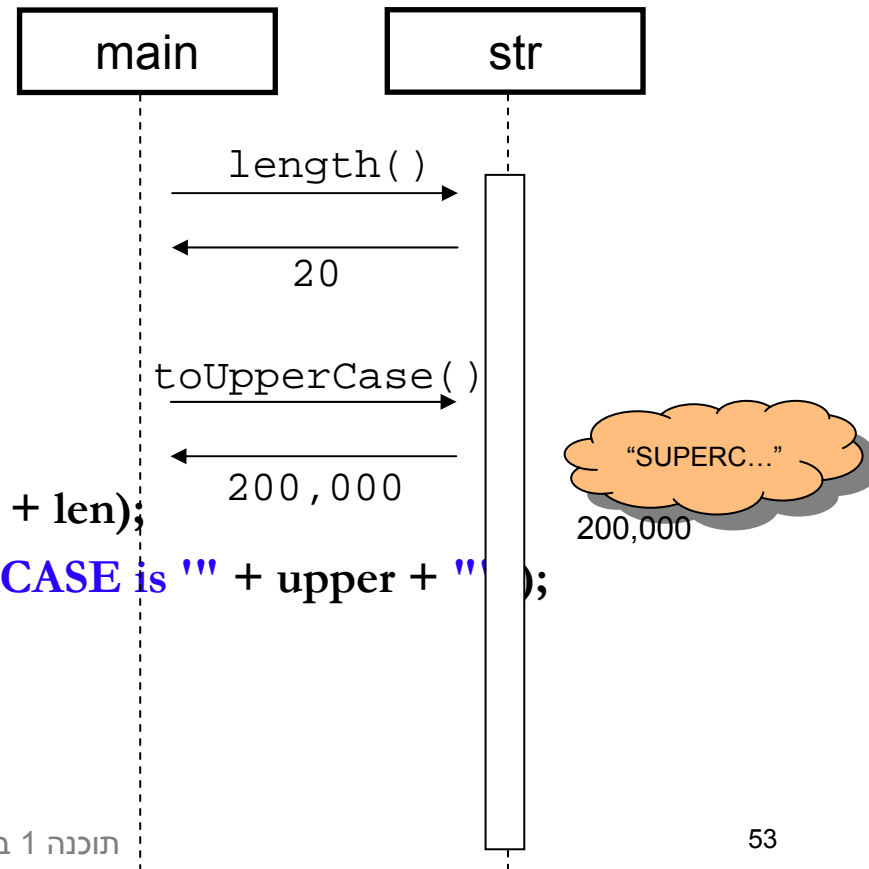 main
str
length()
20
toUpperCase()
"SUPERC…"
200,000
+ len);
200,000
CASE is '" + upper + "' );
תוכנה 1 ב
53